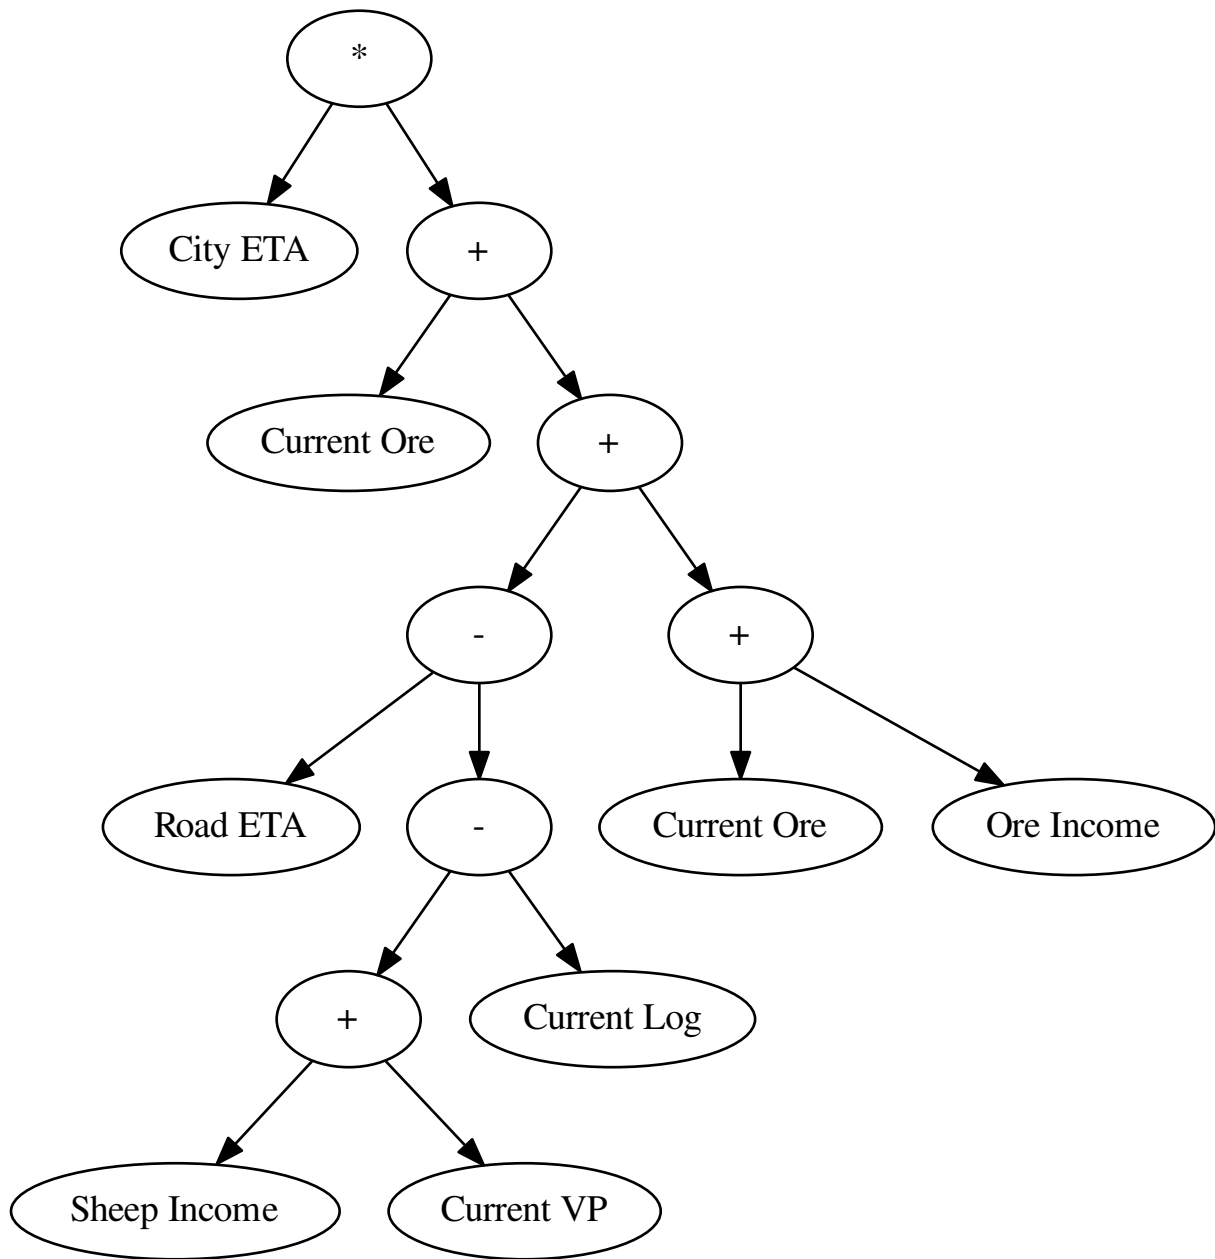 *
City ETA
+
Current Ore
+
-
+
Road ETA
-
Current Ore
Ore Income
+
Current Log
Sheep Income
Current VP